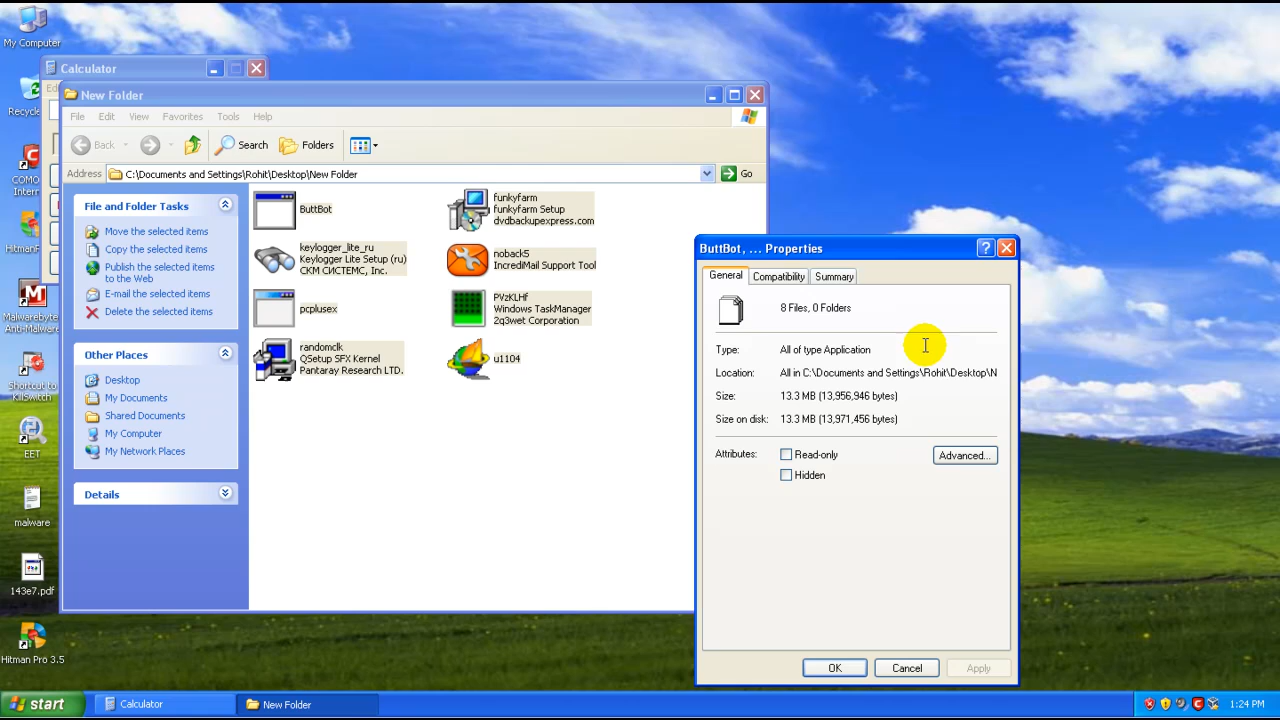 My Computer
Recycle
COMO
Intern
HitmanP
Malwarebyte
Anti-Malware
Shortcut to
KillSwitch
EET
malware
143e7.pdf
Hitman Pro 3.5
Calculator
Ed
New Folder
File Edit View Favorites Tools Help
Back Search Folders
Address C:\Documents and Settings\Rohit\Desktop\New Folder Go
File and Folder Tasks
Move the selected items
Copy the selected items
Publish the selected items
to the Web
E-mail the selected items
Delete the selected items
Other Places
Desktop
My Documents
Shared Documents
My Computer
My Network Places
Details
ButtBot
funkyfarm
funkyfarm Setup
dvdbackupexpress.com
keylogger_lite_ru
Keylogger Lite Setup (ru)
СКМ СИСТЕМС, Inc.
noback5
IncrediMail Support Tool
pcplusex
PVzKLHf
Windows TaskManager
2q3wet Corporation
randomclk
QSetup SFX Kernel
Pantaray Research LTD.
u1104
ButtBot, ... Properties
General Compatibility Summary
8 Files, 0 Folders
Type: All of type Application
Location: All in C:\Documents and Settings\Rohit\Desktop\N
Size: 13.3 MB (13,956,946 bytes)
Size on disk: 13.3 MB (13,971,456 bytes)
Attributes: Read-only Advanced...
Hidden
OK Cancel Apply
start Calculator New Folder 1:24 PM